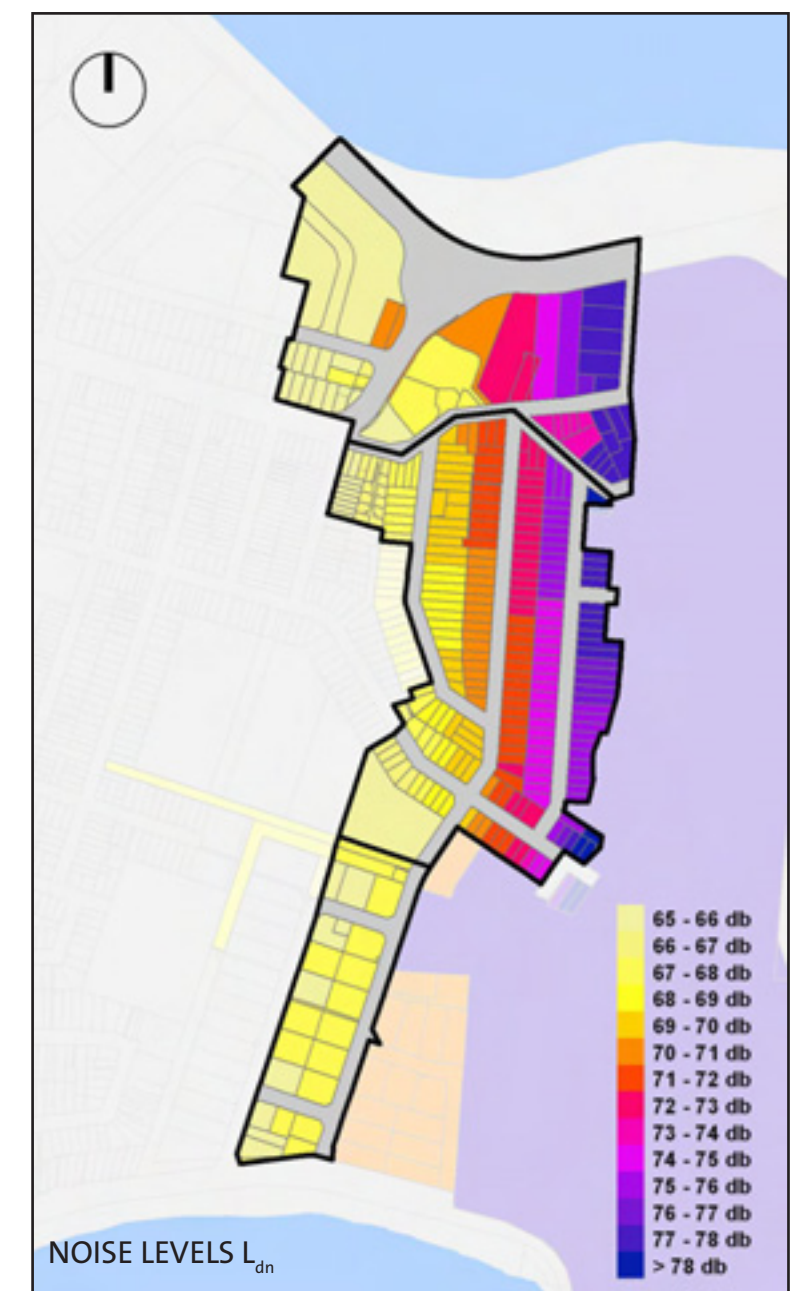 65 - 66 db
66 - 67 db
67 - 68 db
68 - 69 db
69 - 70 db
70 - 71 db
71 - 72 db
72 - 73 db
73 - 74 db
74 - 75 db
75 - 76 db
76 - 77 db
77 - 78 db
> 78 db
NOISE LEVELS Ldn